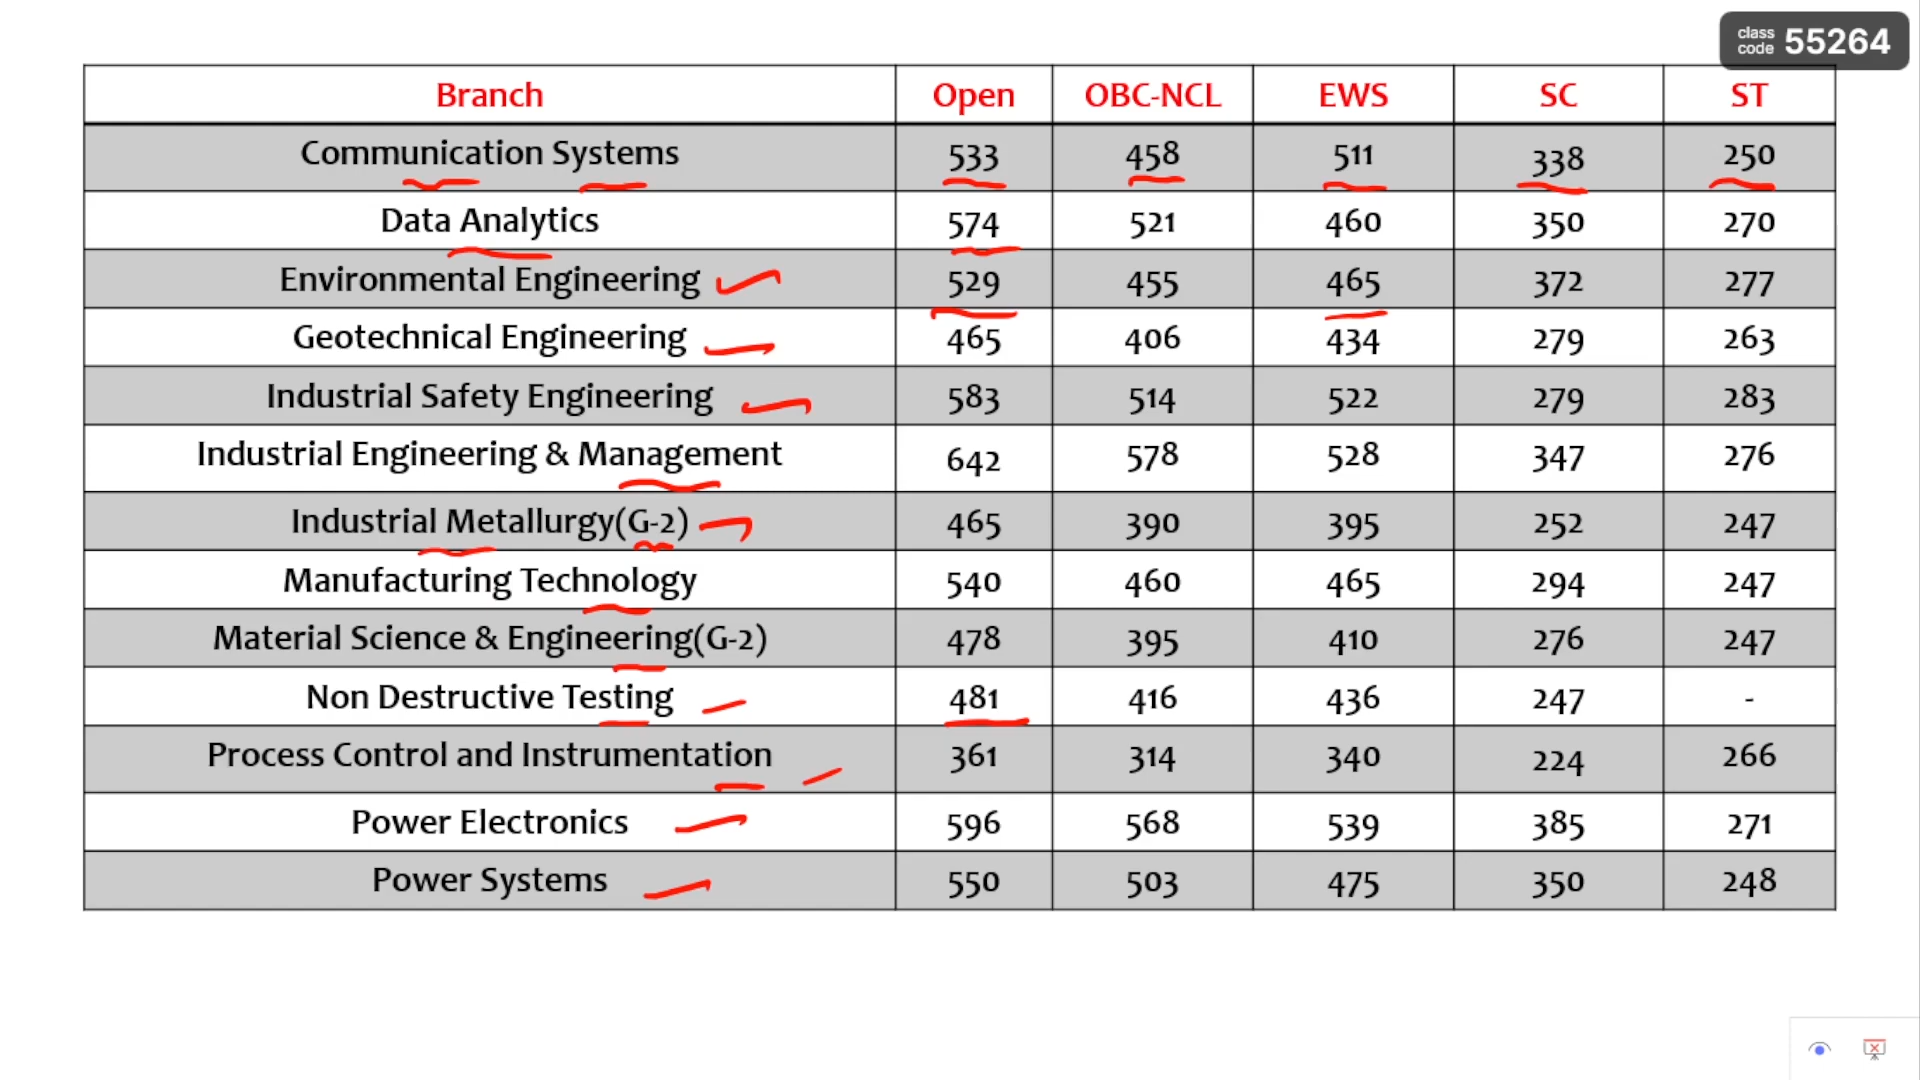 class code 55264
Branch Open OBC-NCL EWS SC ST
Communication Systems 533 458 511 338 250
Data Analytics 574 521 460 350 270
Environmental Engineering 529 455 465 372 277
Geotechnical Engineering 465 406 434 279 263
Industrial Safety Engineering 583 514 522 279 283
Industrial Engineering & Management 642 578 528 347 276
Industrial Metallurgy(G-2) 465 390 395 252 247
Manufacturing Technology 540 460 465 294 247
Material Science & Engineering(G-2) 478 395 410 276 247
Non Destructive Testing 481 416 436 247 -
Process Control and Instrumentation 361 314 340 224 266
Power Electronics 596 568 539 385 271
Power Systems 550 503 475 350 248